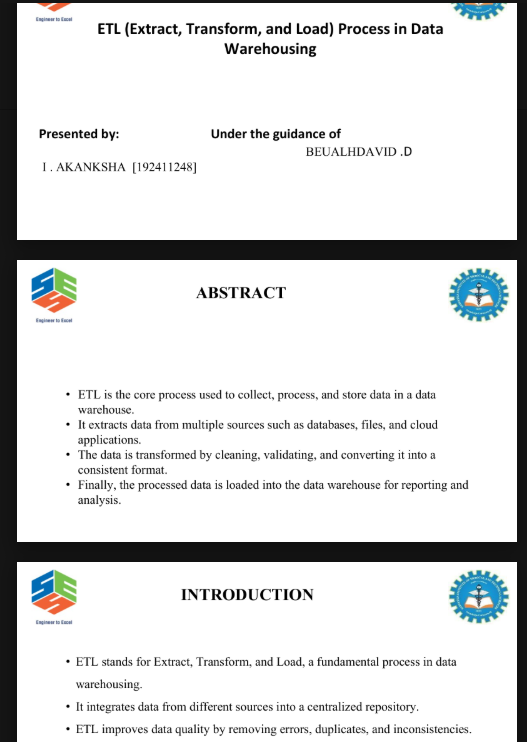 Engineer to Excel
ETL (Extract, Transform, and Load) Process in Data
Warehousing
Presented by:
Under the guidance of
BEUALHDAVID .D
I . AKANKSHA [192411248]
SE
ES
Engineer to Excel
ABSTRACT
• ETL is the core process used to collect, process, and store data in a data
warehouse.
• It extracts data from multiple sources such as databases, files, and cloud
applications.
• The data is transformed by cleaning, validating, and converting it into a
consistent format.
• Finally, the processed data is loaded into the data warehouse for reporting and
analysis.
SE
ES
Engineer to Excel
INTRODUCTION
• ETL stands for Extract, Transform, and Load, a fundamental process in data
warehousing.
• It integrates data from different sources into a centralized repository.
• ETL improves data quality by removing errors, duplicates, and inconsistencies.